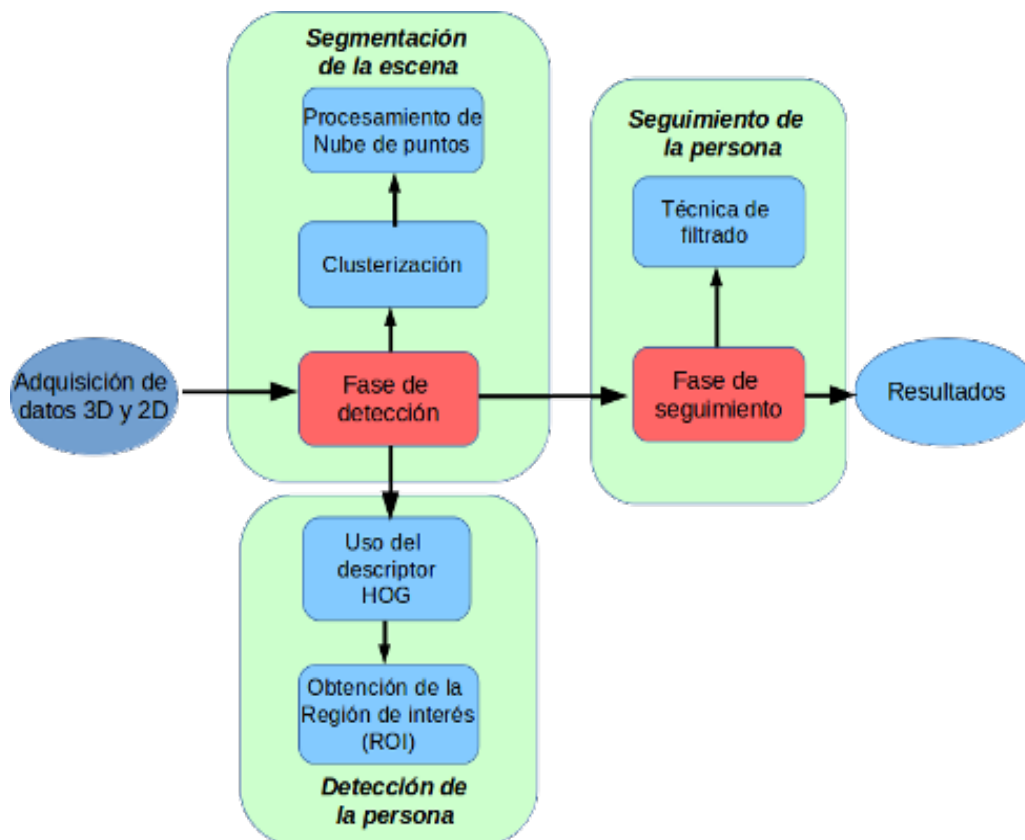 Segmentación
de la escena
Procesamiento de
Nube de puntos
Clusterización
Seguimiento de
la persona
Técnica de
filtrado
Adquisición de
datos 3D y 2D
Fase de
detección
Fase de
seguimiento
Resultados
Uso del
descriptor
HOG
Obtención de la
Región de interés
(ROI)
Detección de
la persona